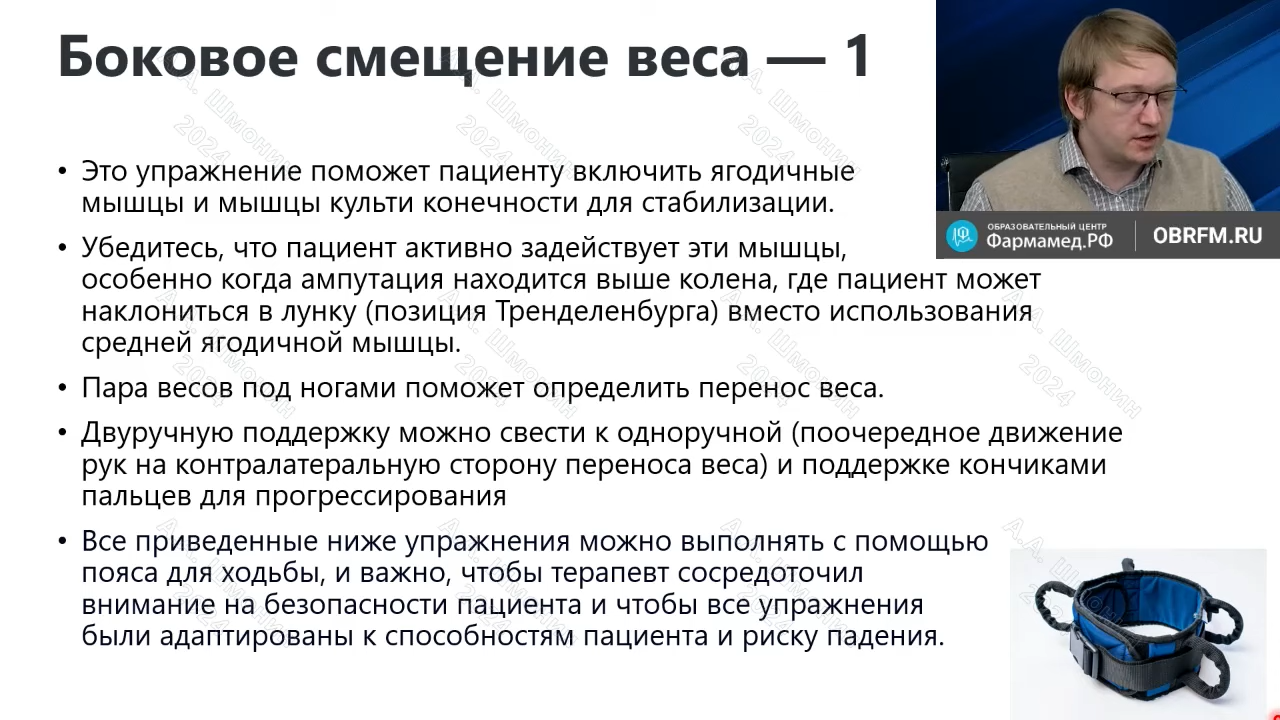 Боковое смещение веса — 1
• Это упражнение поможет пациенту включить ягодичные
мышцы и мышцы культи конечности для стабилизации.
• Убедитесь, что пациент активно задействует эти мышцы,
особенно когда ампутация находится выше колена, где пациент может
наклониться в лунку (позиция Тренделенбурга) вместо использования
средней ягодичной мышцы.
• Пара весов под ногами поможет определить перенос веса.
• Двуручную поддержку можно свести к одноручной (поочередное движение
рук на контралатеральную сторону переноса веса) и поддержке кончиками
пальцев для прогрессирования
• Все приведенные ниже упражнения можно выполнять с помощью
пояса для ходьбы, и важно, чтобы терапевт сосредоточил
внимание на безопасности пациента и чтобы все упражнения
были адаптированы к способностям пациента и риску падения.
ОБРАЗОВАТЕЛЬНЫЙ ЦЕНТР
Фармамед.РФ
OBRFM.RU
А.А. Шмонин
2024